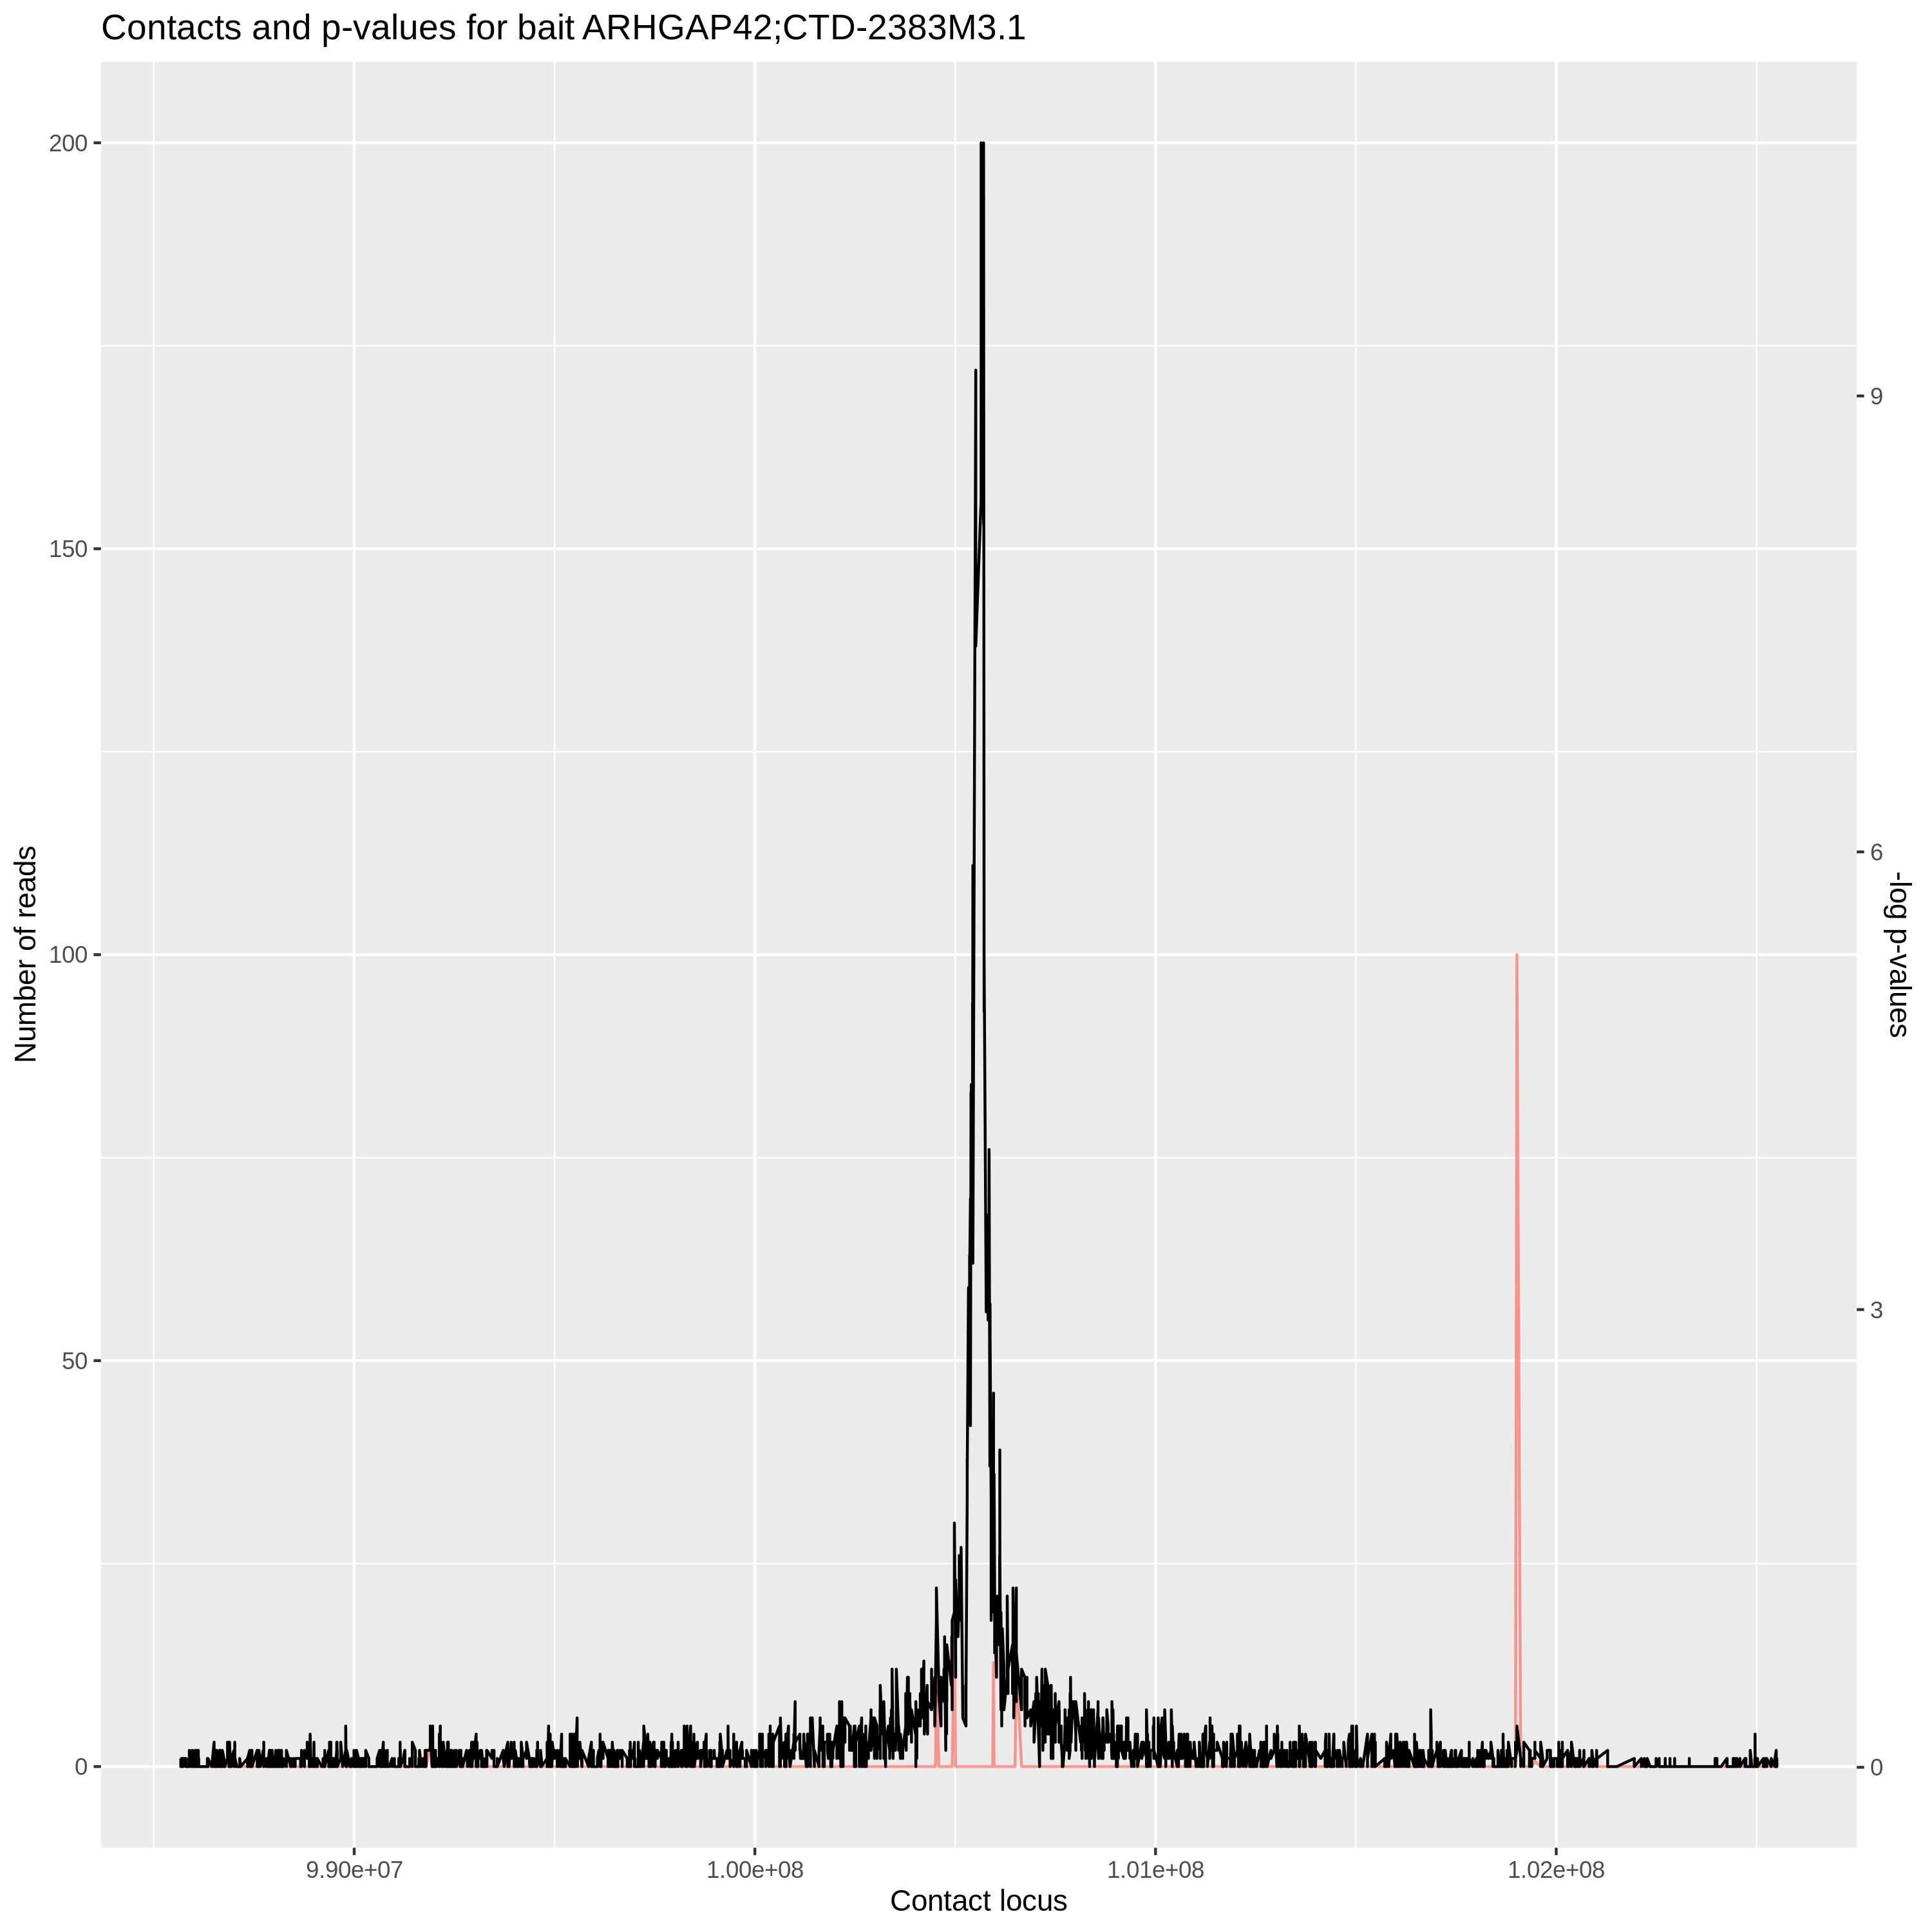 Contacts and p-values for bait ARHGAP42;CTD-2383M3.1
200
150
100
50
0
Number of reads
9
6
3
0
-log p-values
9.90e+07
1.00e+08
1.01e+08
1.02e+08
Contact locus